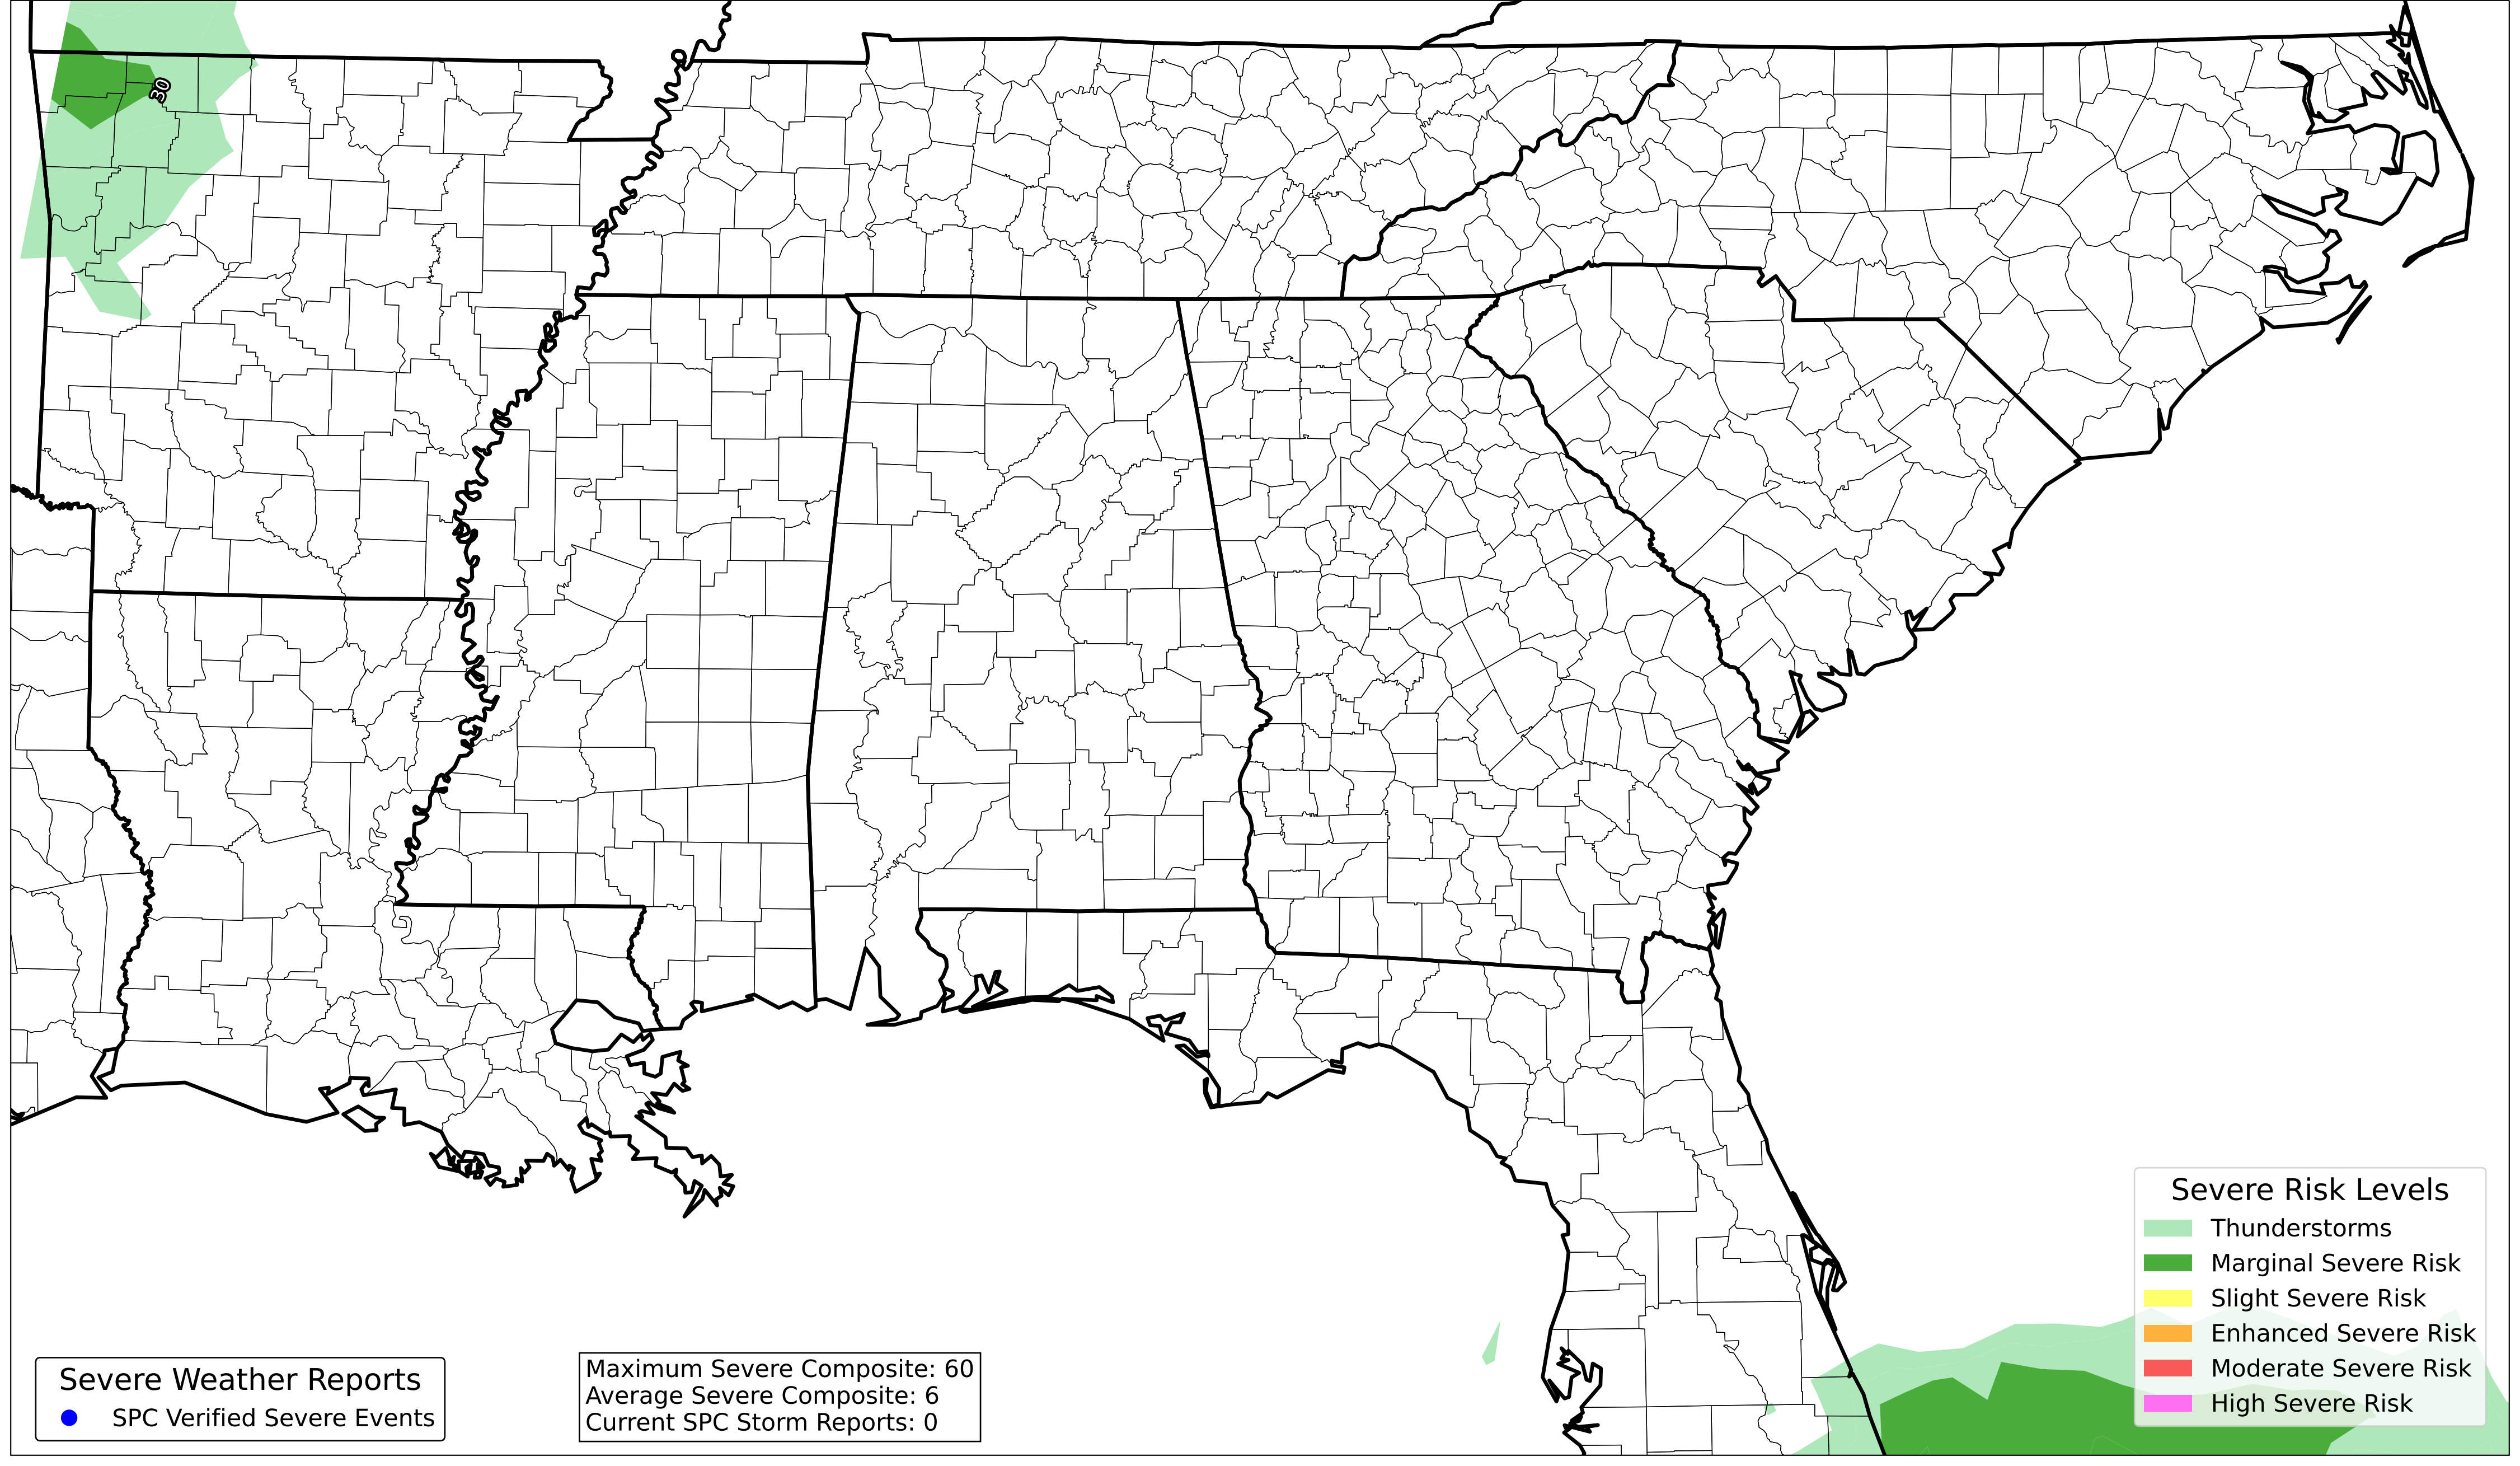 30
Severe Risk Levels
Thunderstorms
Marginal Severe Risk
Slight Severe Risk
Enhanced Severe Risk
Moderate Severe Risk
High Severe Risk
Severe Weather Reports
SPC Verified Severe Events
Maximum Severe Composite: 60
Average Severe Composite: 6
Current SPC Storm Reports: 0